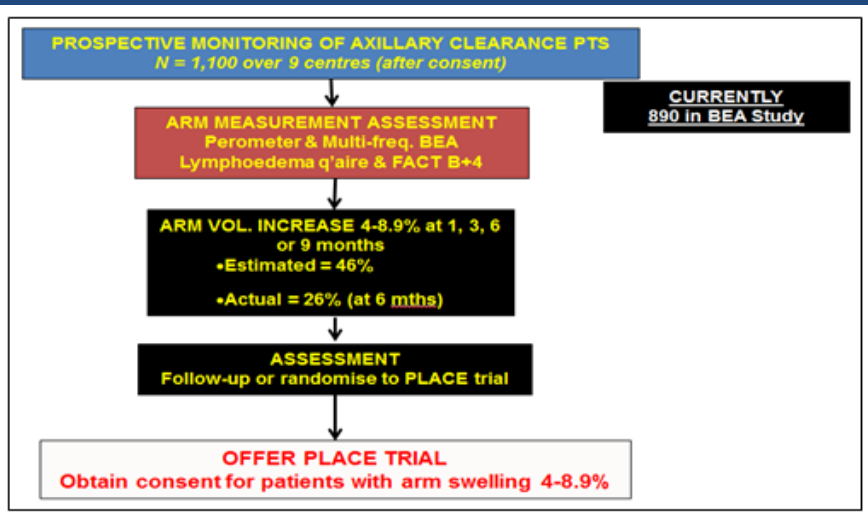 PROSPECTIVE MONITORING OF AXILLARY CLEARANCE PTS
N = 1,100 over 9 centres (after consent)
CURRENTLY
890 in BEA Study
ARM MEASUREMENT ASSESSMENT
Perometer & Multi-freq. BEA
Lymphoedema q'aire & FACT B+4
ARM VOL. INCREASE 4-8.9% at 1, 3, 6
or 9 months
•Estimated = 46%
•Actual = 26% (at 6 mths)
ASSESSMENT
Follow-up or randomise to PLACE trial
OFFER PLACE TRIAL
Obtain consent for patients with arm swelling 4-8.9%